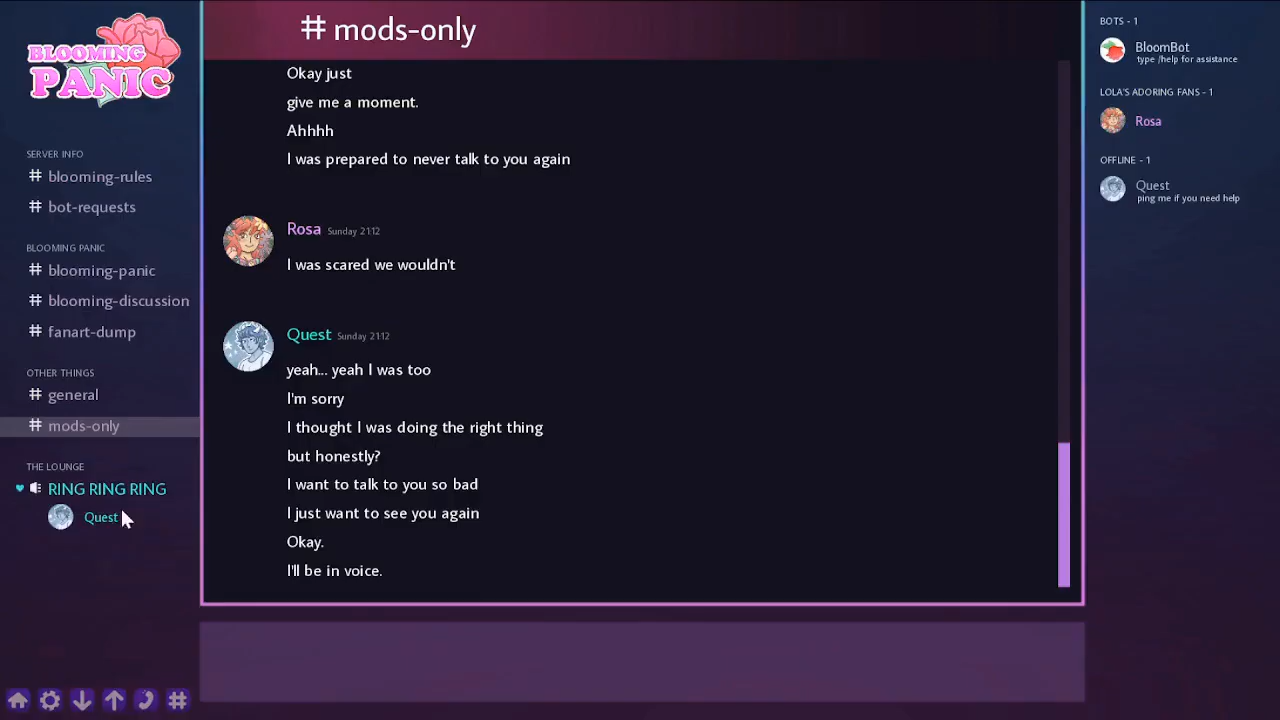 BLOOMING
PANIC
SERVER INFO
# blooming-rules
# bot-requests
BLOOMING PANIC
# blooming-panic
# blooming-discussion
# fanart-dump
OTHER THINGS
# general
# mods-only
THE LOUNGE
RING RING RING
Quest
# mods-only
Okay just
give me a moment.
Ahhhh
I was prepared to never talk to you again
Rosa Sunday 21:12
I was scared we wouldn't
Quest Sunday 21:12
yeah... yeah I was too
I'm sorry
I thought I was doing the right thing
but honestly?
I want to talk to you so bad
I just want to see you again
Okay.
I'll be in voice.
BOTS - 1
BloomBot
type /help for assistance
LOLA'S ADORING FANS - 1
Rosa
OFFLINE - 1
Quest
ping me if you need help